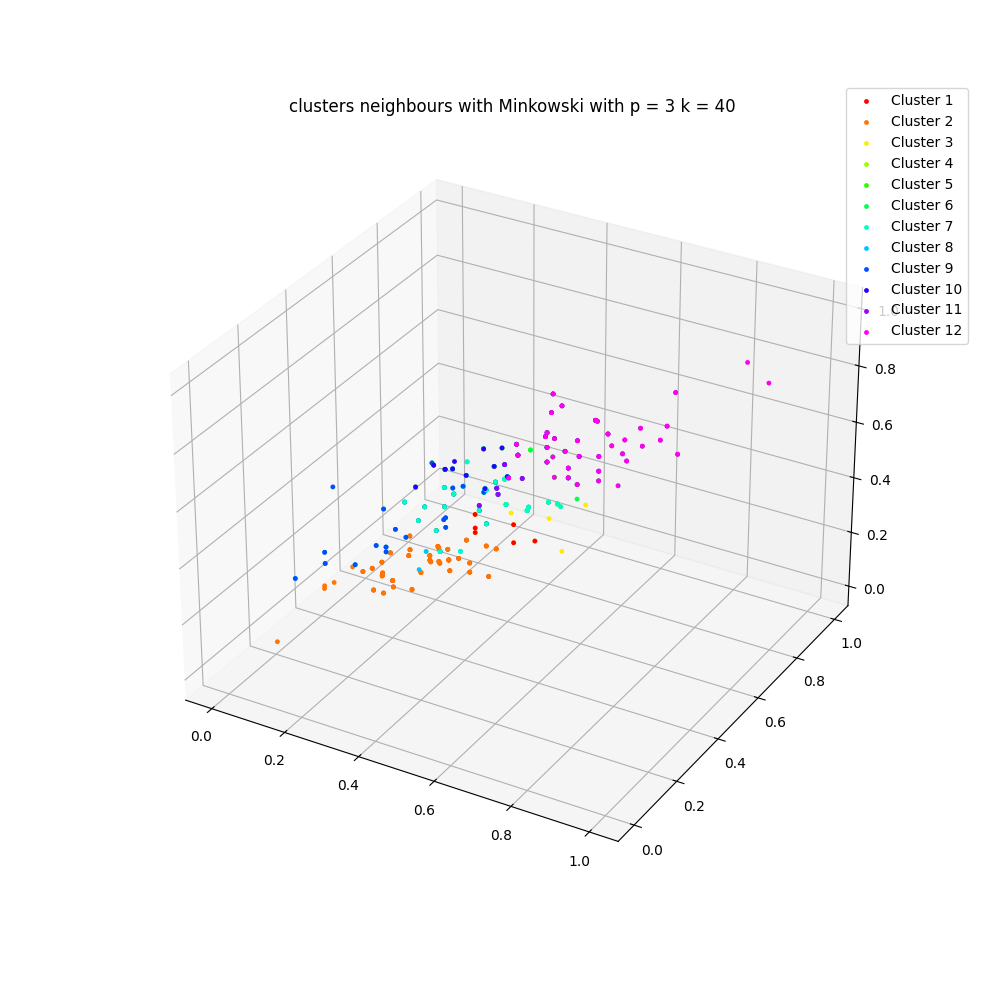 clusters neighbours with Minkowski with p = 3 k = 40
Cluster 1
Cluster 2
Cluster 3
Cluster 4
Cluster 5
Cluster 6
Cluster 7
Cluster 8
Cluster 9
Cluster 10
Cluster 11
Cluster 12
0.8
0.6
0.4
0.2
0.0
1.0
0.8
0.6
0.4
0.2
0.0
0.0
0.2
0.4
0.6
0.8
1.0